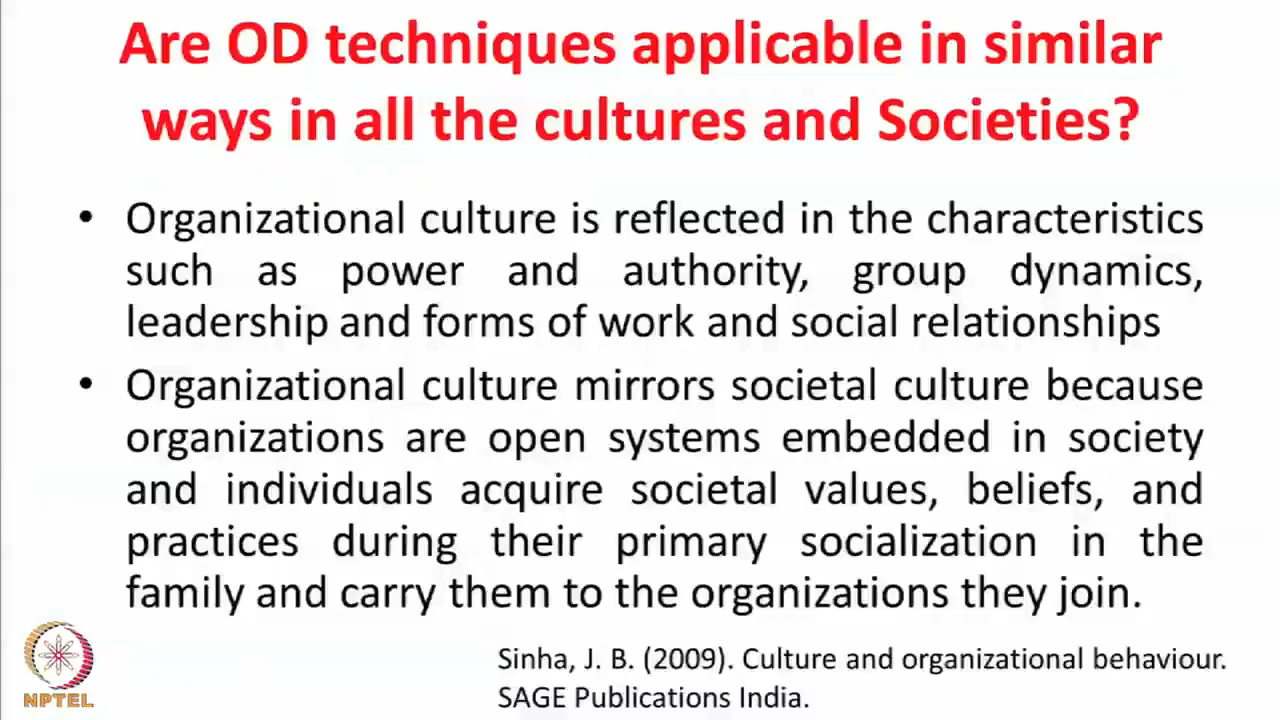 Are OD techniques applicable in similar
ways in all the cultures and Societies?
• Organizational culture is reflected in the characteristics
such as power and authority, group dynamics,
leadership and forms of work and social relationships
• Organizational culture mirrors societal culture because
organizations are open systems embedded in society
and individuals acquire societal values, beliefs, and
practices during their primary socialization in the
family and carry them to the organizations they join.
Sinha, J. B. (2009). Culture and organizational behaviour.
SAGE Publications India.
NPTEL